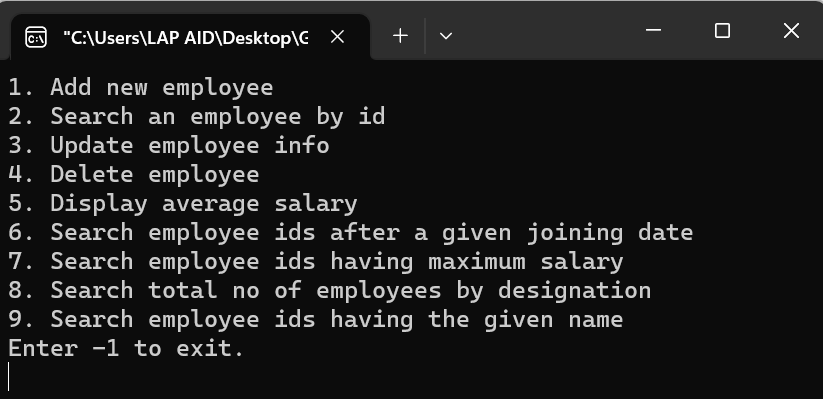 "C:\Users\LAP AID\Desktop\G
1. Add new employee
2. Search an employee by id
3. Update employee info
4. Delete employee
5. Display average salary
6. Search employee ids after a given joining date
7. Search employee ids having maximum salary
8. Search total no of employees by designation
9. Search employee ids having the given name
Enter -1 to exit.